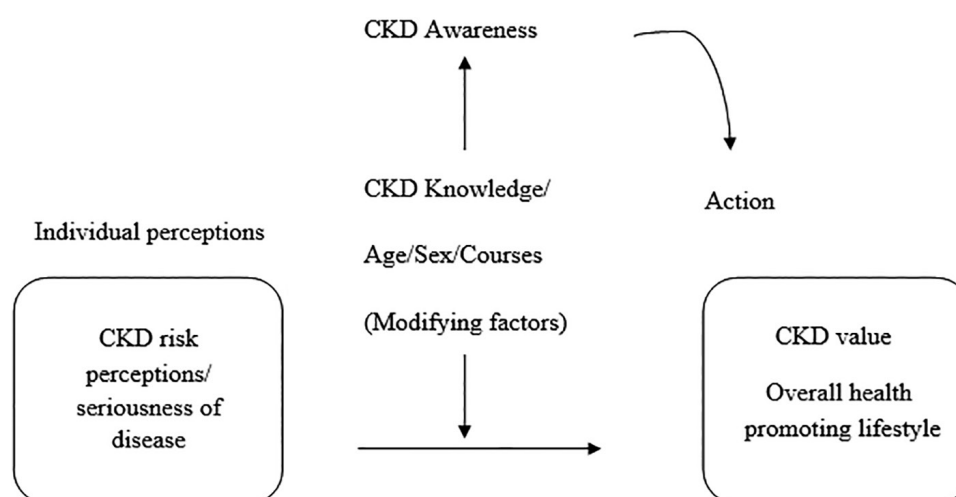 CKD Awareness
CKD Knowledge/
Age/Sex/Courses
(Modifying factors)
Individual perceptions
CKD risk
perceptions/
seriousness of
disease
Action
CKD value
Overall health
promoting lifestyle